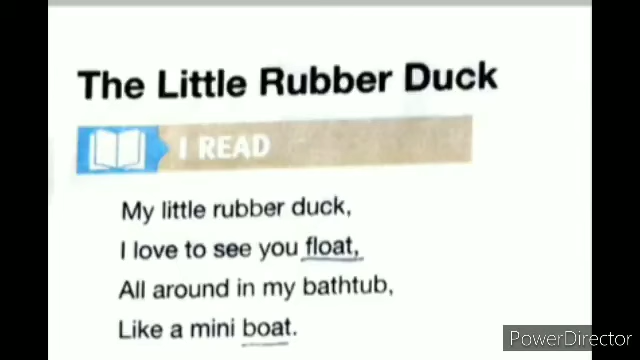 The Little Rubber Duck
I READ
My little rubber duck,
I love to see you float,
All around in my bathtub,
Like a mini boat.
PowerDirector